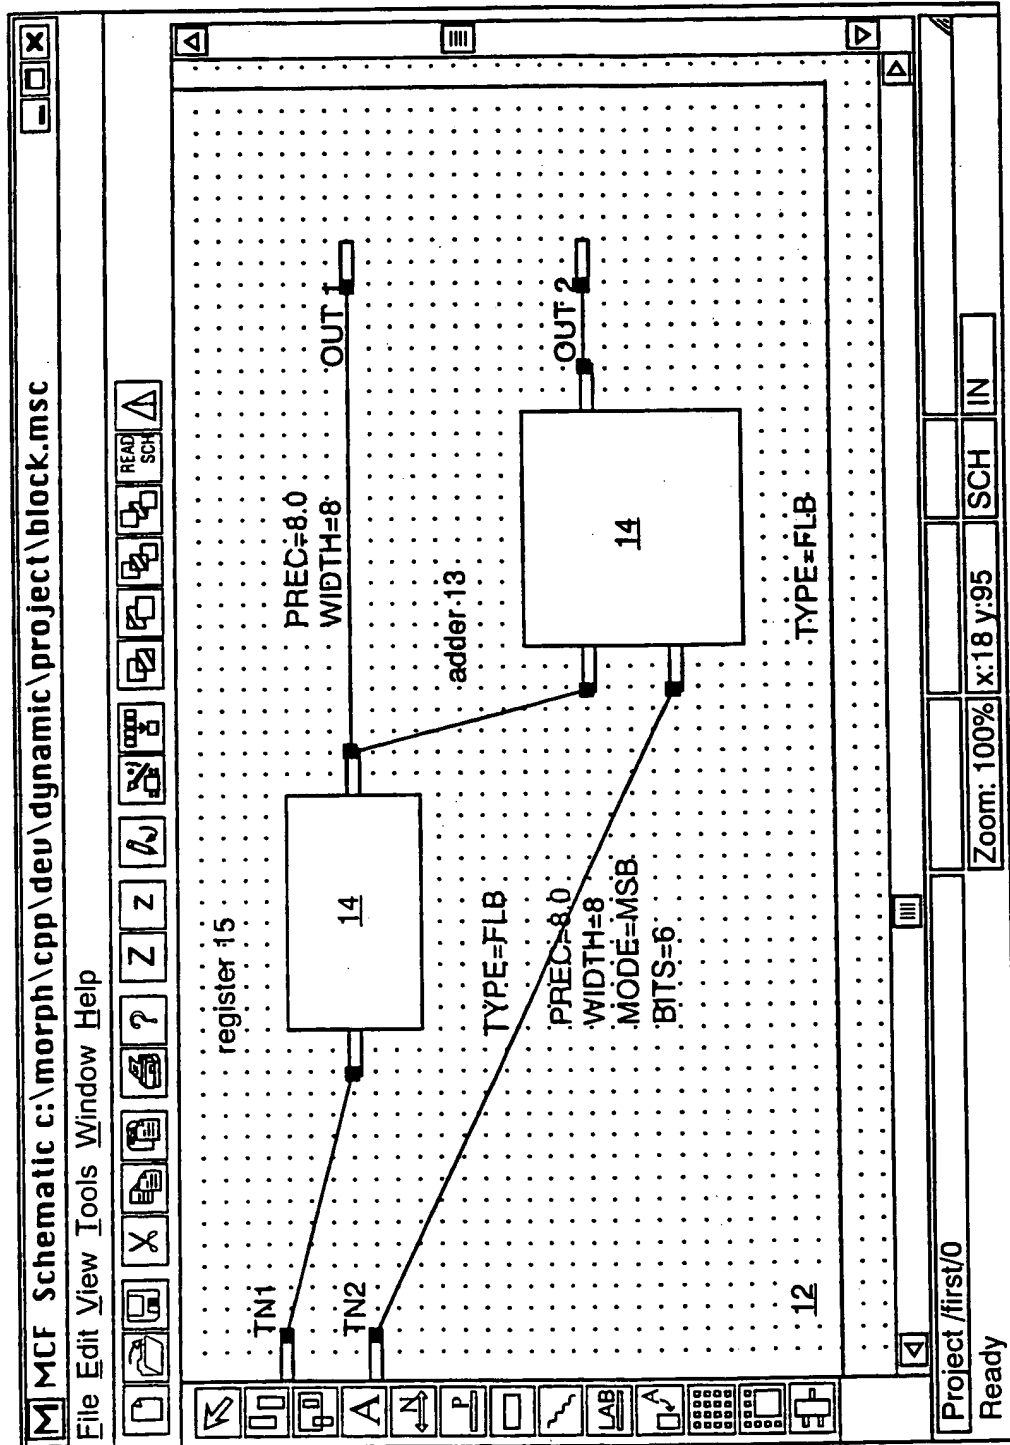 M MCF Schematic c:\morph\cpp\dev\dynamic\project\block.msc
File Edit View Tools Window Help
? Z z READ SCH
A
N
P
LAB
A
TN1
TN2
register 15
14
TYPE=FLB
PREC=8.0
WIDTH=8
MODE=MSB
BITS=6
PREC=8.0
WIDTH=8
adder 13
14
TYPE=FLB
OUT 1
OUT 2
12
Project /first/0
Ready
Zoom: 100% x:18 y:95 SCH IN